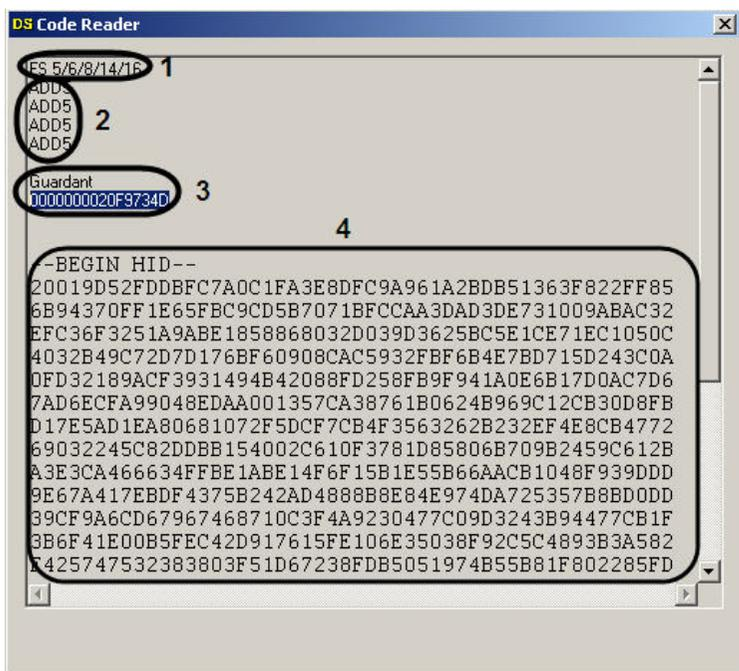 DS Code Reader
FS 5/6/8/14/16
1
ADD5
ADD5
ADD5
ADD5
2
Guardant
0000000020F9734D
3
4
--BEGIN HID--
20019D52FDDBFC7A0C1FA3E8DFC9A961A2BDB51363F822FF85
6B94370FF1E65FBC9CD5B7071BFCCAA3DAD3DE731009ABAC32
EFC36F3251A9ABE1858868032D039D3625BC5E1CE71EC1050C
4032B49C72D7D176BF60908CAC5932FBF6B4E7BD715D243C0A
0FD32189ACF3931494B42088FD258FB9F941A0E6B17D0AC7D6
7AD6ECFA99048EDAA001357CA38761B0624B969C12CB30D8FB
D17E5AD1EA80681072F5DCF7CB4F3563262B232EF4E8CB4772
69032245C82DDBB154002C610F3781D85806B709B2459C612B
A3E3CA466634FFBE1ABE14F6F15B1E55B66AACB1048F939DDD
9E67A417EBDF4375B242AD4888B8E84E974DA725357B8BD0DD
39CF9A6CD67967468710C3F4A9230477C09D3243B94477CB1F
3B6F41E00B5FEC42D917615FE106E35038F92C5C4893B3A582
F425747532383803F51D67238FDB5051974B55B81F802285FD